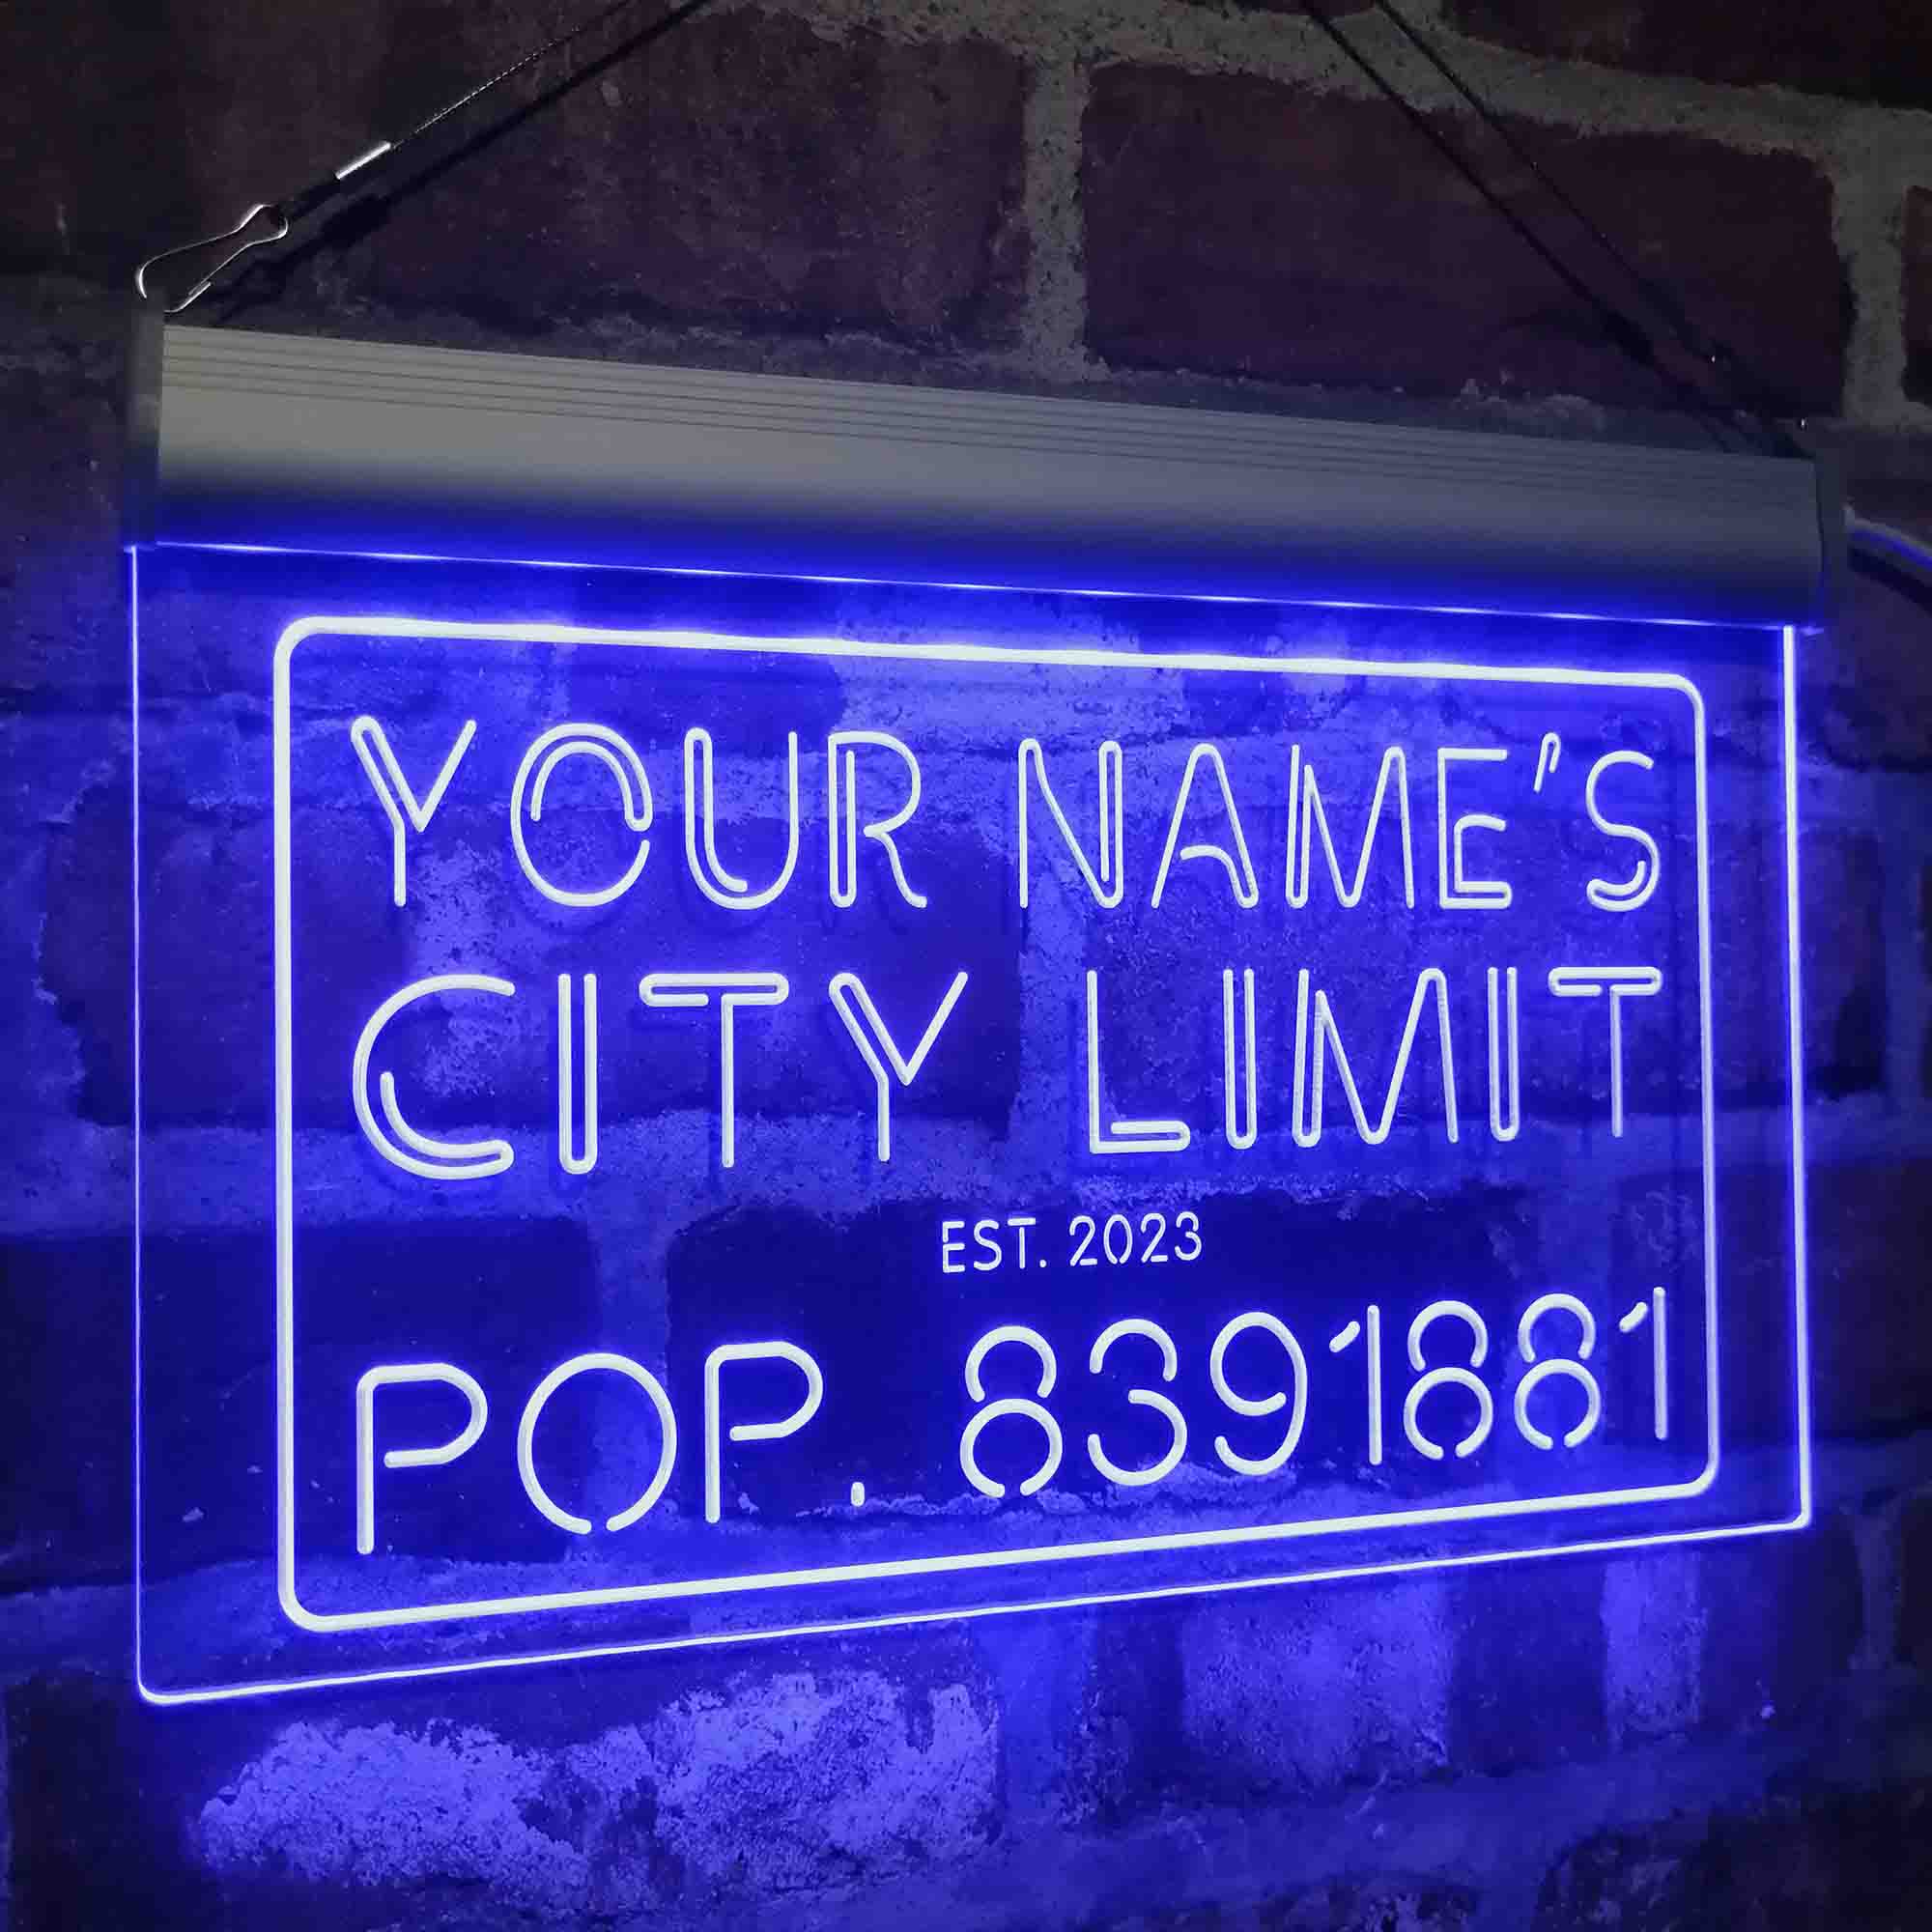 YOUR NAME'S
CITY LIMIT
EST. 2023
POP. 8391881